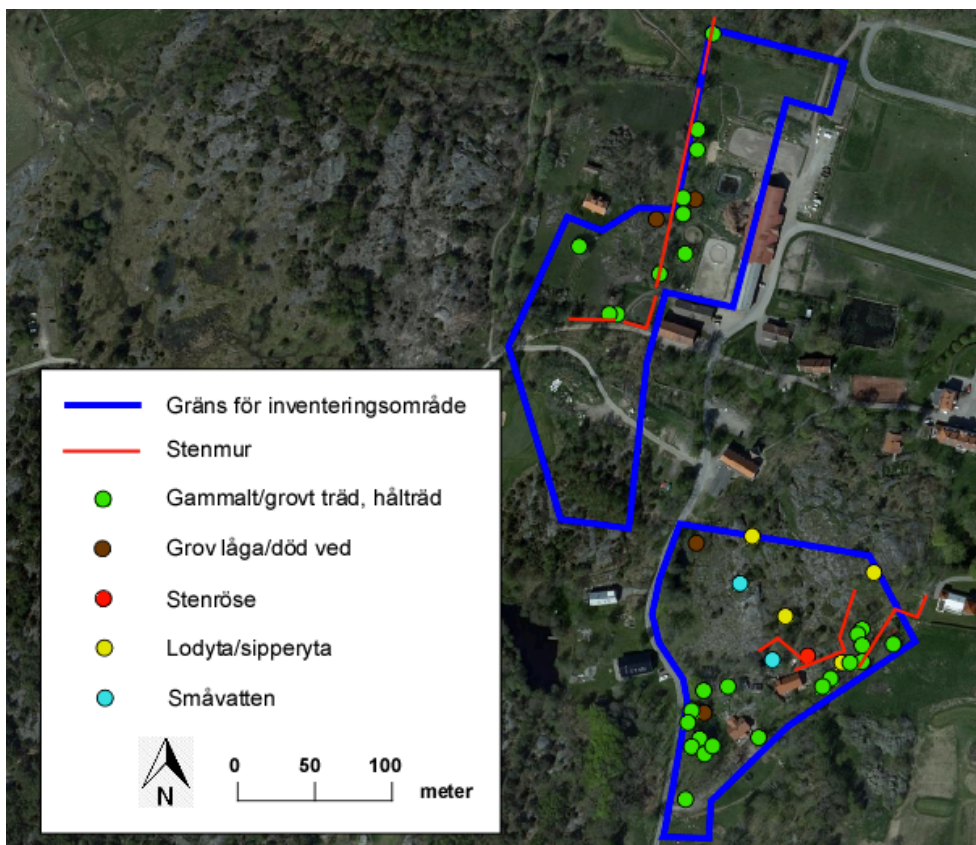 Gräns för inventeringsområde
Stenmur
Gammalt/grovt träd, hålträd
Grov låga/död ved
Stenröse
Lodyta/sipperyta
Småvatten
N
0 50 100
meter